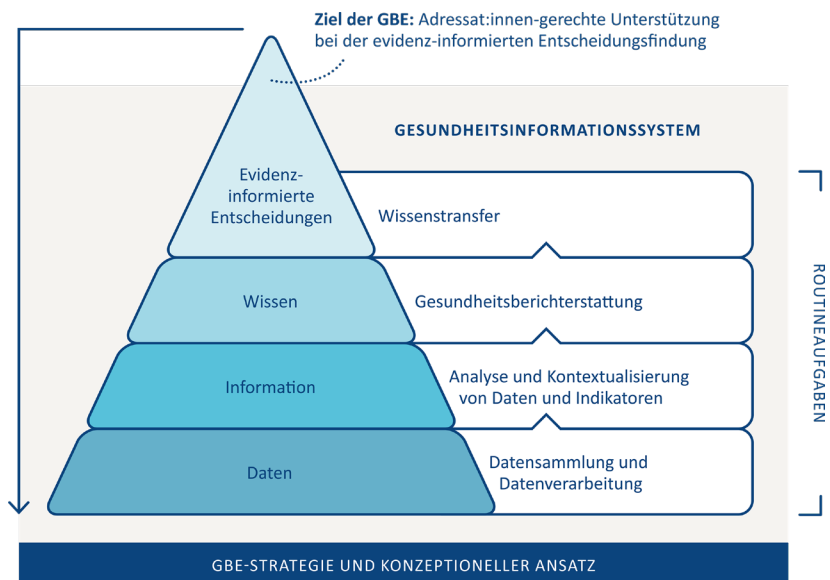 Ziel der GBE: Adressat:innen-gerechte Unterstützung
bei der evidenz-informierten Entscheidungsfindung
GESUNDHEITSINFORMATIONSSYSTEM
Evidenz-
informierte
Entscheidungen
Wissenstransfer
Wissen
Gesundheitsberichterstattung
Information
Analyse und Kontextualisierung
von Daten und Indikatoren
Daten
Datensammlung und
Datenverarbeitung
ROUTINEAUFGABEN
GBE-STRATEGIE UND KONZEPTIONELLER ANSATZ